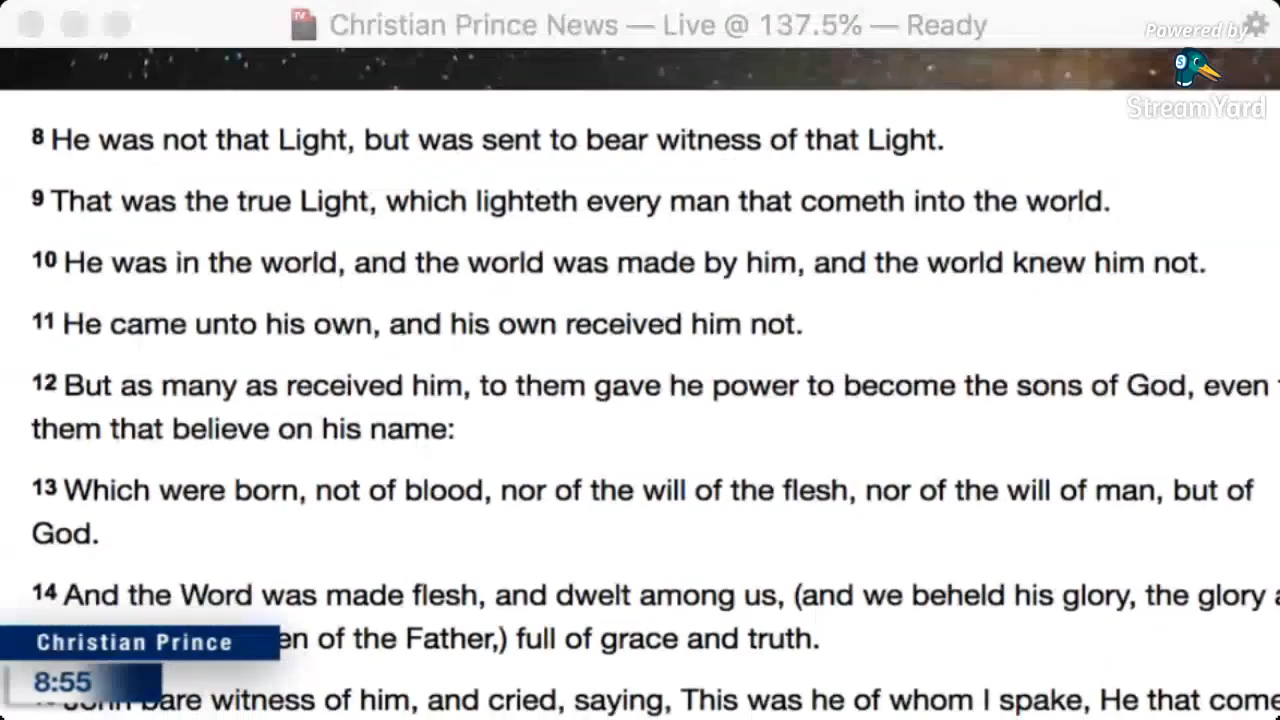 Christian Prince News — Live @ 137.5% — Ready
Powered by
StreamYard
8 He was not that Light, but was sent to bear witness of that Light.
9 That was the true Light, which lighteth every man that cometh into the world.
10 He was in the world, and the world was made by him, and the world knew him not.
11 He came unto his own, and his own received him not.
12 But as many as received him, to them gave he power to become the sons of God, even
them that believe on his name:
13 Which were born, not of blood, nor of the will of the flesh, nor of the will of man, but of
God.
14 And the Word was made flesh, and dwelt among us, (and we beheld his glory, the glory
en of the Father,) full of grace and truth.
Christian Prince
8:55
John bare witness of him, and cried, saying, This was he of whom I spake, He that come